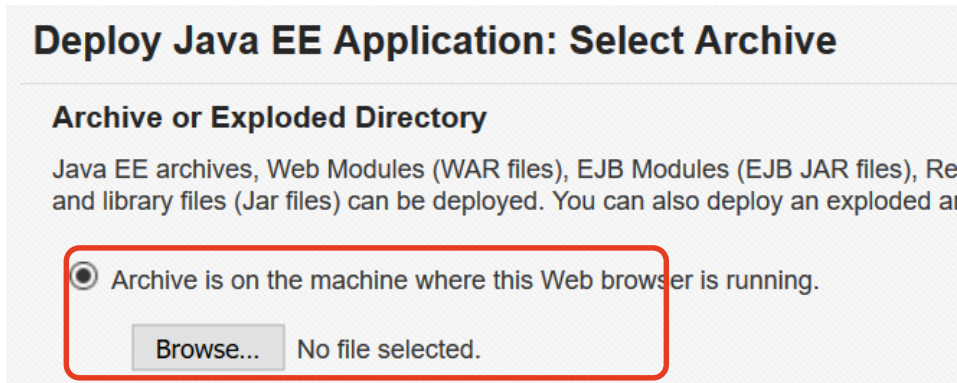 Deploy Java EE Application: Select Archive
Archive or Exploded Directory
Java EE archives, Web Modules (WAR files), EJB Modules (EJB JAR files), Re
and library files (Jar files) can be deployed. You can also deploy an exploded
Archive is on the machine where this Web browser is running.
Browse... No file selected.